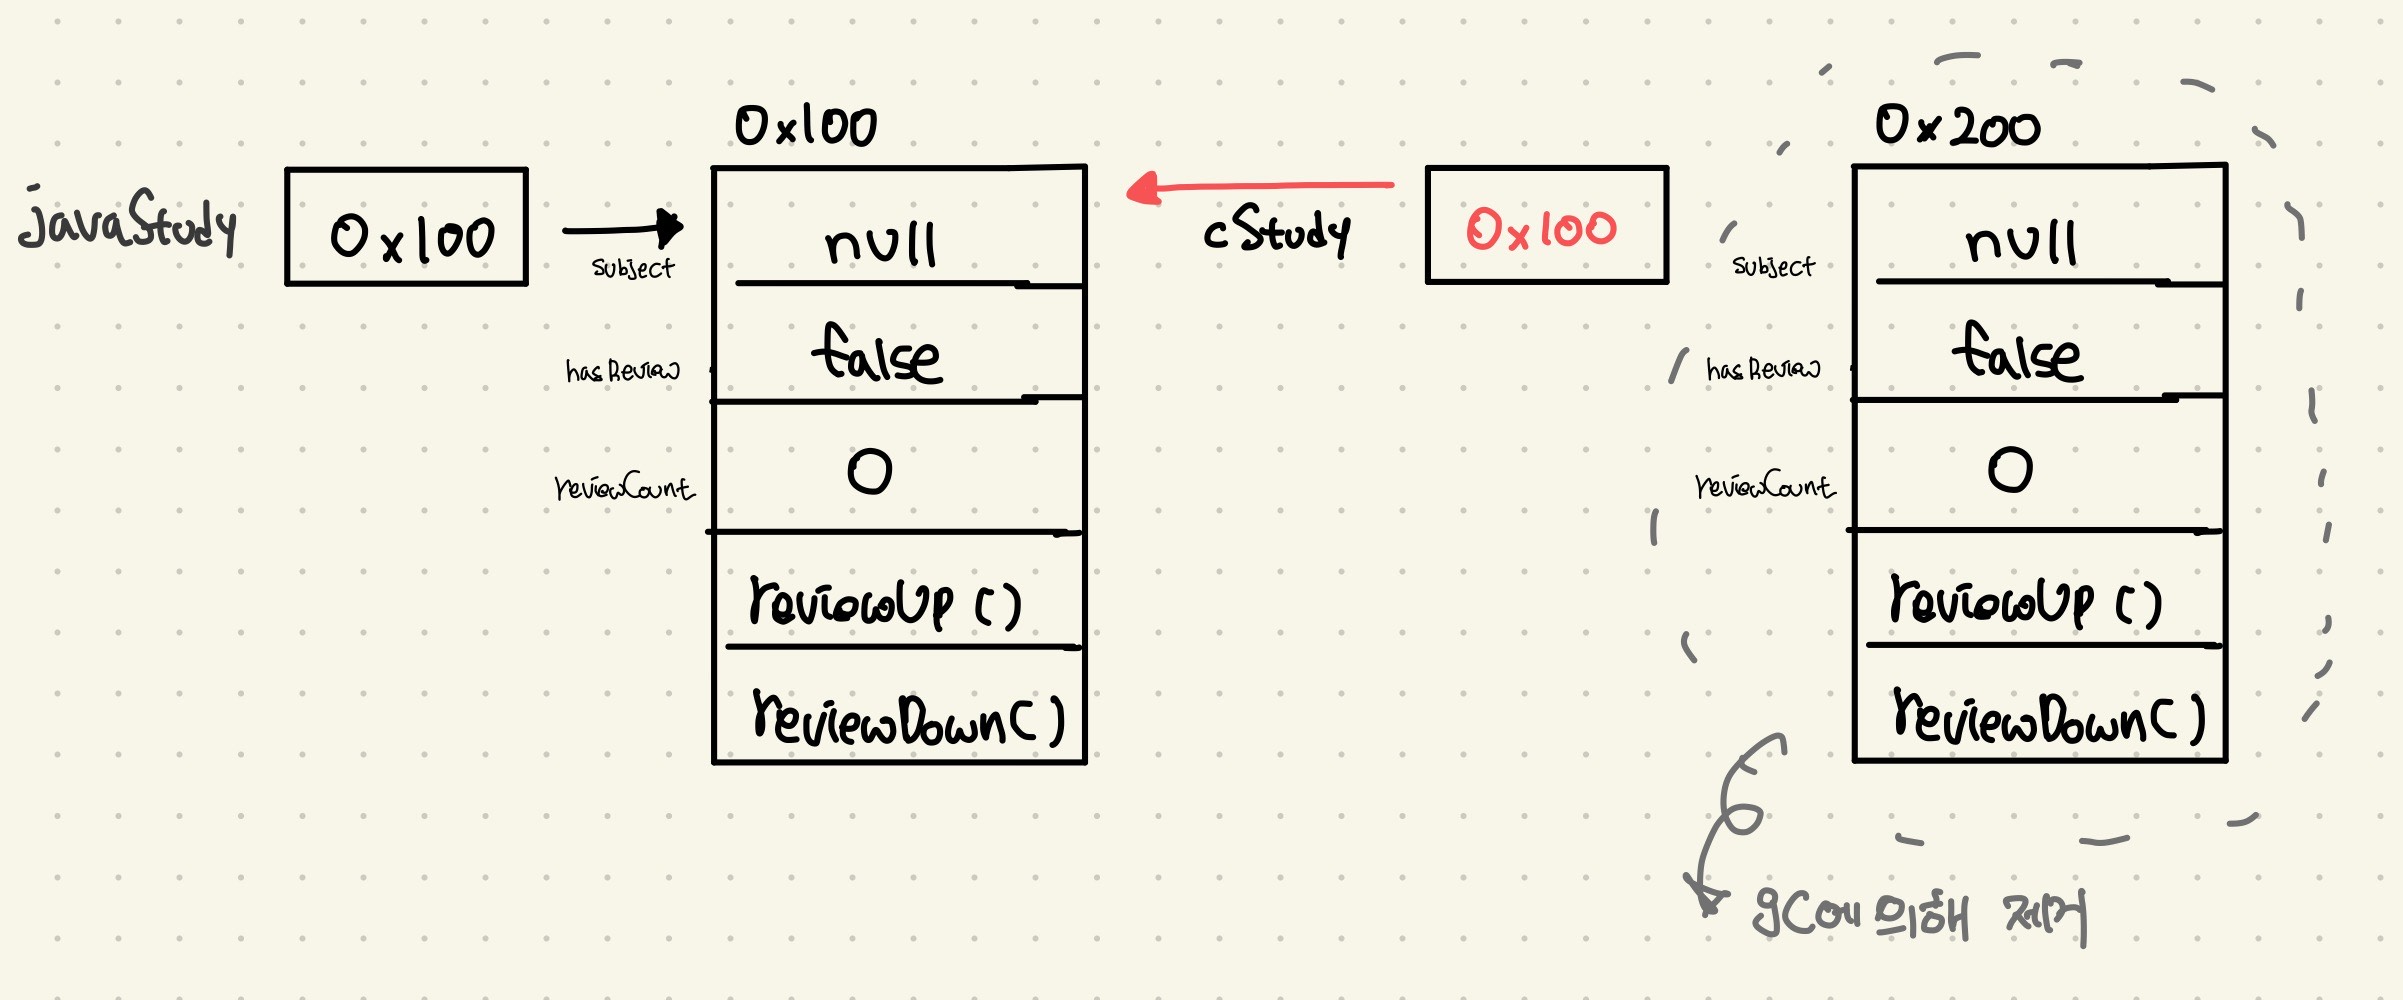 javaStudy
0x100
0x100
subject
null
hasReview
false
reviewCount
0
reviewUp()
reviewDown()
cStudy
0x100
0x200
subject
null
hasReview
false
reviewCount
0
reviewUp()
reviewDown()
gc에 의해 제거